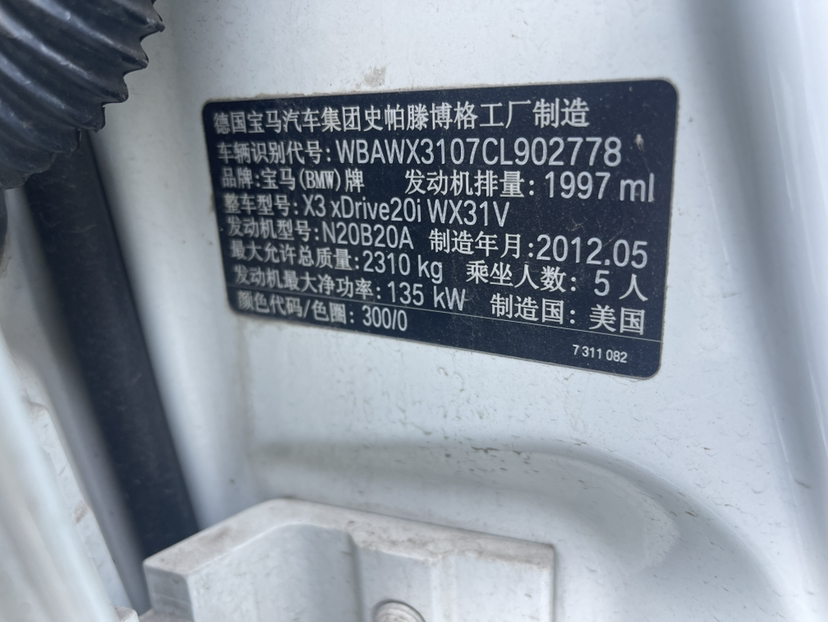 德国宝马汽车集团史帕滕博格工厂制造
车辆识别代号: WBAWX3107CL902778
品牌: 宝马(BMW)牌 发动机排量: 1997 ml
整车型号: X3 xDrive20i WX31V
发动机型号: N20B20A 制造年月: 2012.05
最大允许总质量: 2310 kg 乘坐人数: 5 人
发动机最大净功率: 135 kW 制造国: 美国
颜色代码/色圈: 300/0
7 311 082